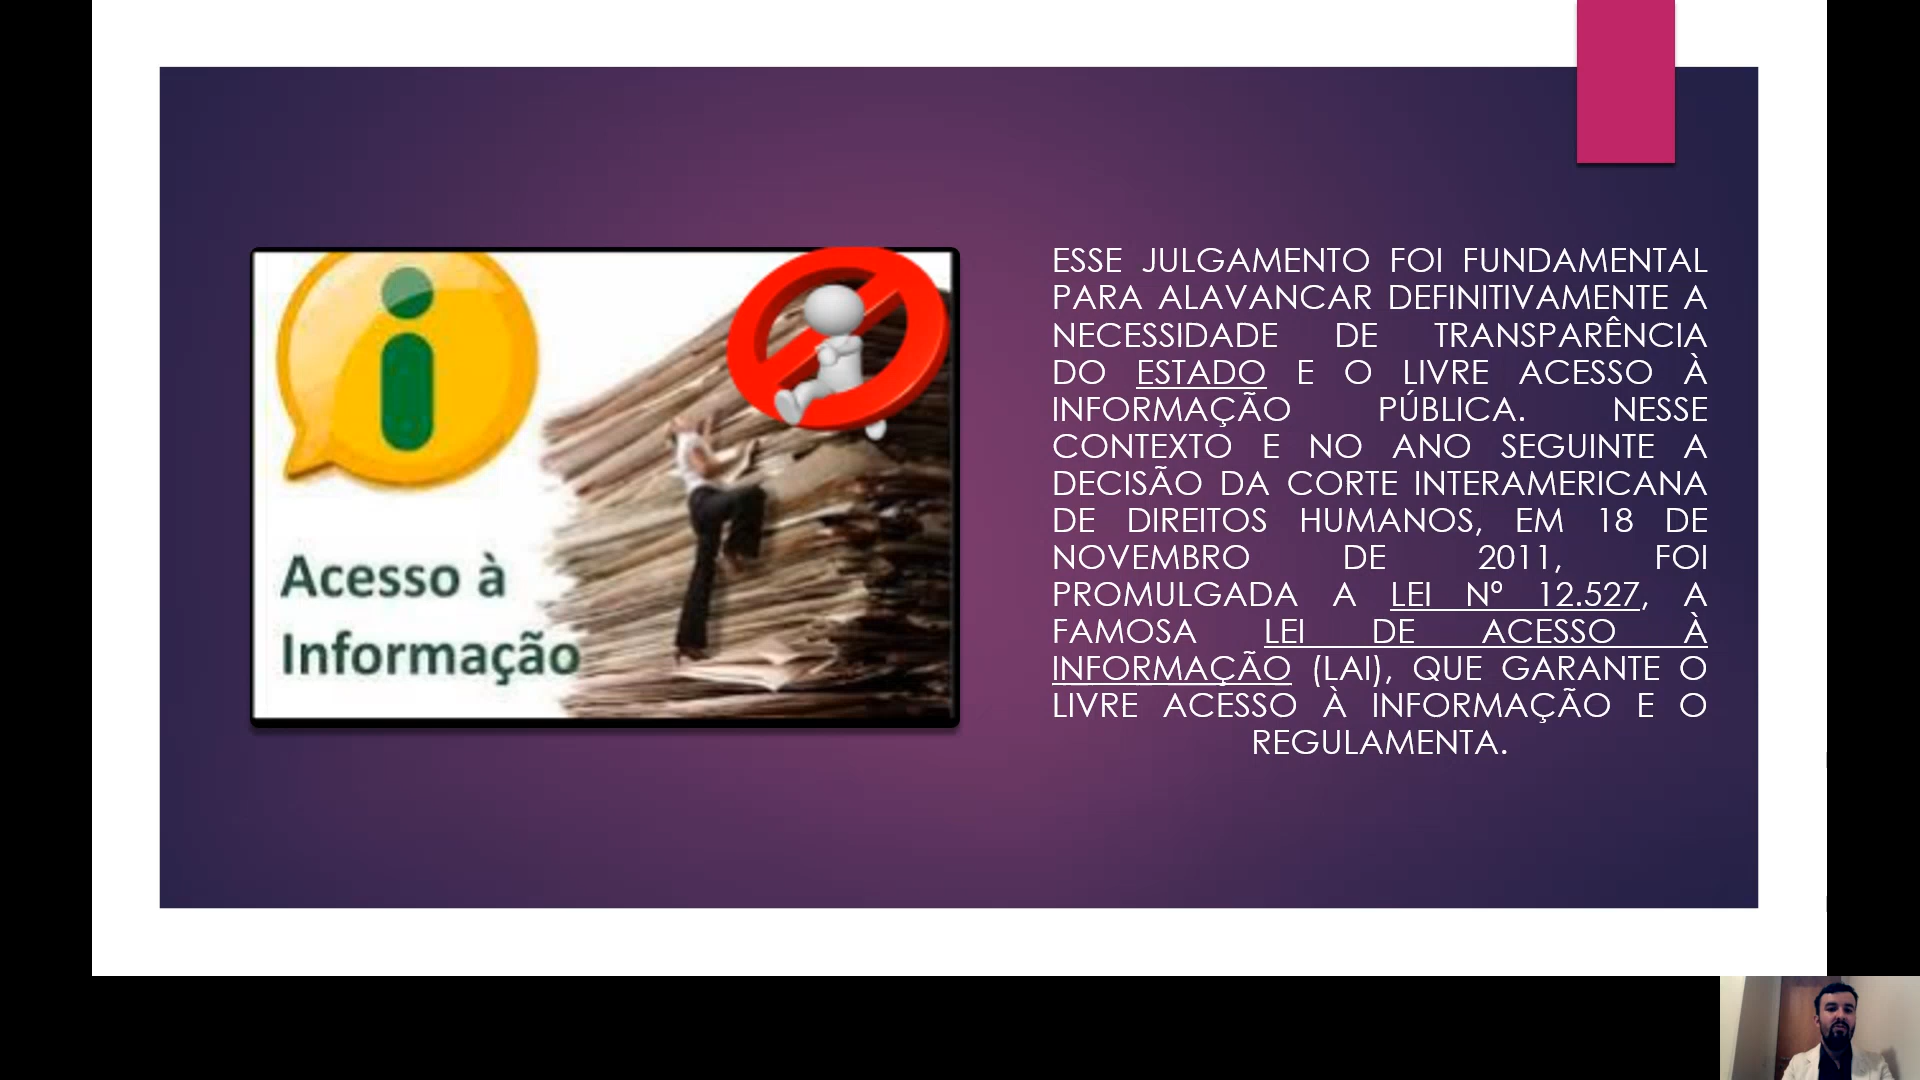 Acesso à
Informação
ESSE JULGAMENTO FOI FUNDAMENTAL
PARA ALAVANCAR DEFINITIVAMENTE A
NECESSIDADE DE TRANSPARÊNCIA
DO ESTADO E O LIVRE ACESSO À
INFORMAÇÃO PÚBLICA. NESSE
CONTEXTO E NO ANO SEGUINTE A
DECISÃO DA CORTE INTERAMERICANA
DE DIREITOS HUMANOS, EM 18 DE
NOVEMBRO DE 2011, FOI
PROMULGADA A LEI Nº 12.527, A
FAMOSA LEI DE ACESSO À
INFORMAÇÃO (LAI), QUE GARANTE O
LIVRE ACESSO À INFORMAÇÃO E O
REGULAMENTA.